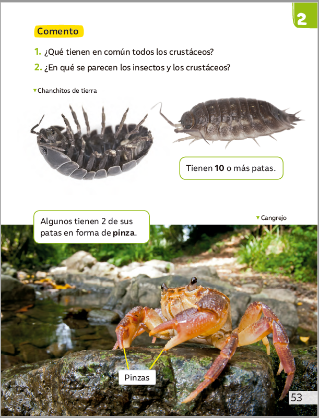 2
Comento
1. ¿Qué tienen en común todos los crustáceos?
2. ¿En qué se parecen los insectos y los crustáceos?
Chanchitos de tierra
Tienen 10 o más patas.
Algunos tienen 2 de sus
patas en forma de pinza.
Cangrejo
Pinzas
53